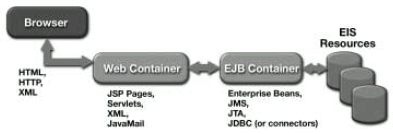 Browser
EIS
Resources
Web Container
EJB Container
HTML,
HTTP,
XML
JSP Pages,
Servlets,
XML,
JavaMail
Enterprise Beans,
JMS,
JTA,
JDBC (or connectors)